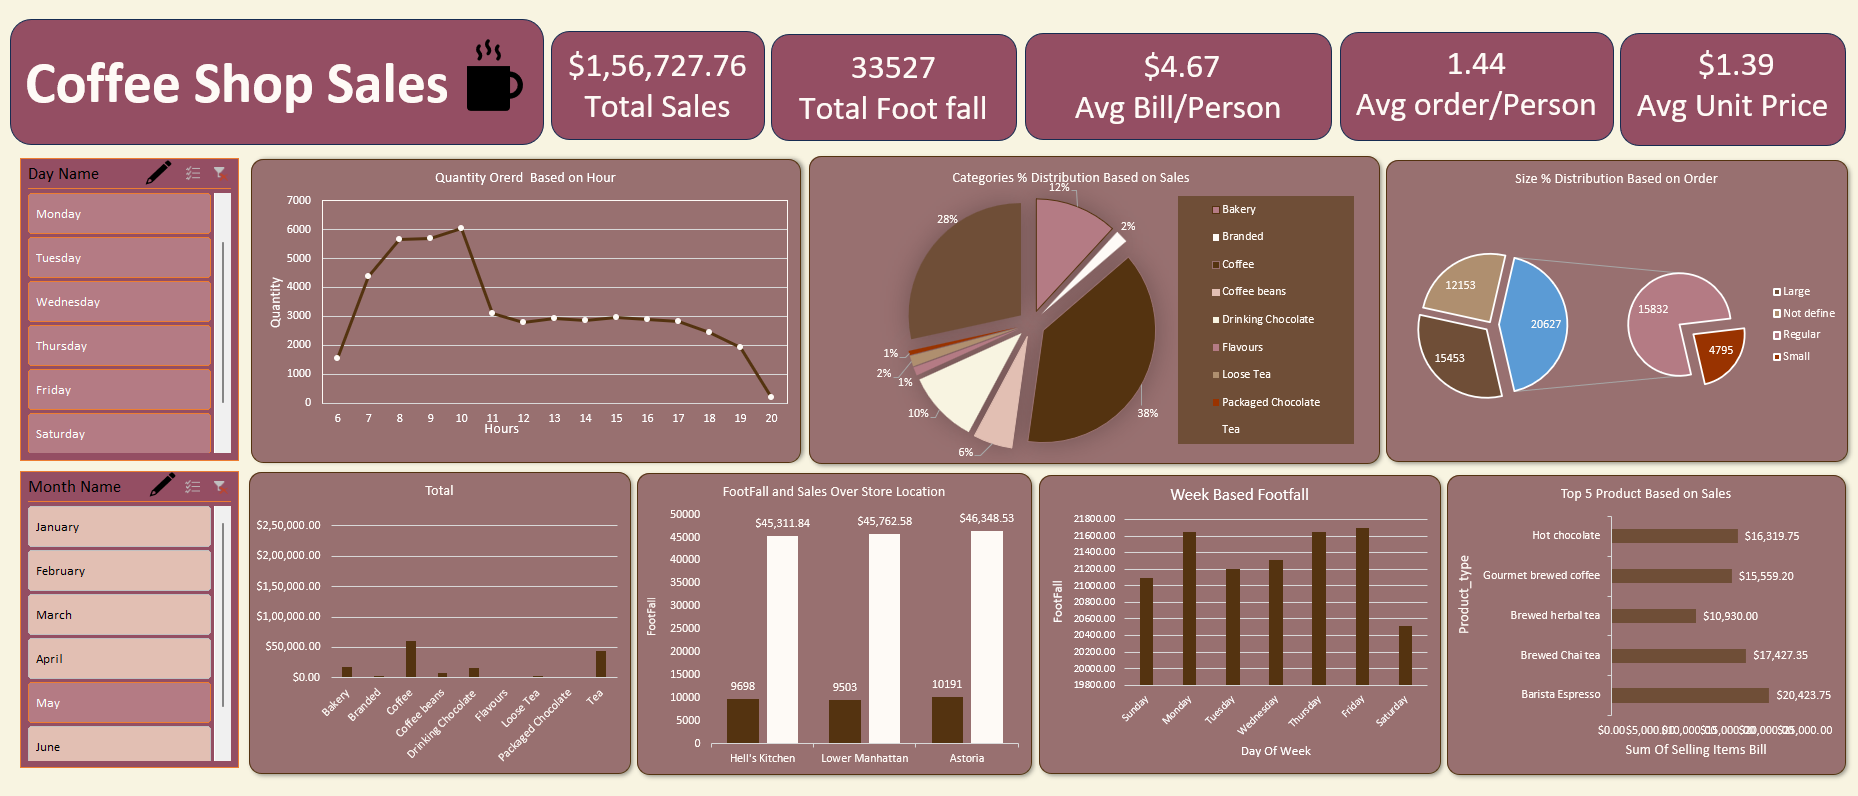 Coffee Shop Sales
$1,56,727.76
Total Sales
33527
Total Foot fall
$4.67
Avg Bill/Person
1.44
Avg order/Person
$1.39
Avg Unit Price
Day Name
Monday
Tuesday
Wednesday
Thursday
Friday
Saturday
Quantity Orerd Based on Hour
7000
6000
5000
4000
3000
2000
1000
0
Quantity
6 7 8 9 10 11 12 13 14 15 16 17 18 19 20
Hours
Categories % Distribution Based on Sales
12%
2%
38%
6%
10%
1%
2%
1%
28%
Bakery
Branded
Coffee
Coffee beans
Drinking Chocolate
Flavours
Loose Tea
Packaged Chocolate
Tea
Size % Distribution Based on Order
12153
15453
20627
15832
4795
Large
Not define
Regular
Small
Month Name
January
February
March
April
May
June
Total
$2,50,000.00
$2,00,000.00
$1,50,000.00
$1,00,000.00
$50,000.00
$0.00
Bakery
Branded
Coffee
Coffee beans
Drinking Chocolate
Flavours
Loose Tea
Packaged Chocolate
Tea
FootFall and Sales Over Store Location
50000
45000
40000
35000
30000
25000
20000
15000
10000
5000
0
FootFall
$45,311.84
$45,762.58
$46,348.53
9698
9503
10191
Hell's Kitchen
Lower Manhattan
Astoria
Week Based Footfall
21800.00
21600.00
21400.00
21200.00
21000.00
20800.00
20600.00
20400.00
20200.00
20000.00
19800.00
FootFall
Sunday
Monday
Tuesday
Wednesday
Thursday
Friday
Saturday
Day Of Week
Top 5 Product Based on Sales
Product_type
Hot chocolate
$16,319.75
Gourmet brewed coffee
$15,559.20
Brewed herbal tea
$10,930.00
Brewed Chai tea
$17,427.35
Barista Espresso
$20,423.75
$0.00 $5,000.00 $10,000.00 $15,000.00 $20,000.00 $25,000.00
Sum Of Selling Items Bill